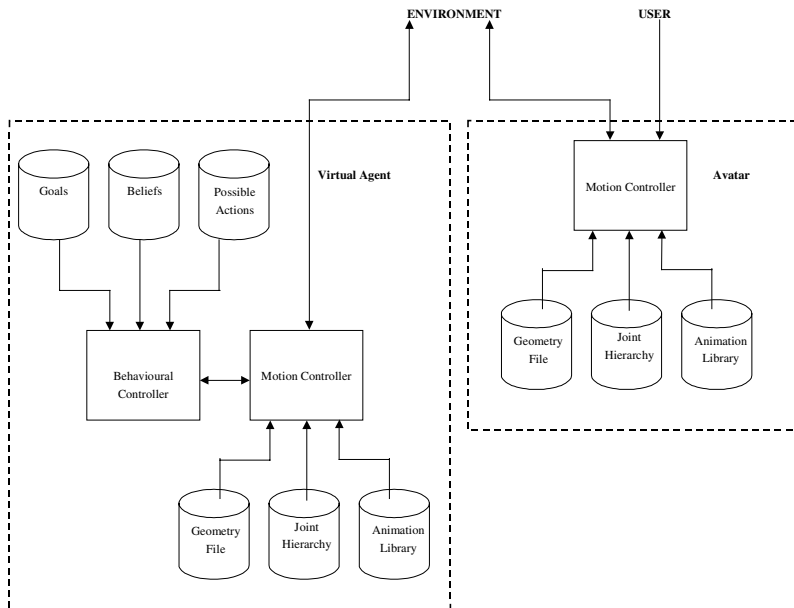 ENVIRONMENT
USER
Virtual Agent
Goals
Beliefs
Possible
Actions
Behavioural
Controller
Motion Controller
Geometry
File
Joint
Hierarchy
Animation
Library
Avatar
Motion Controller
Geometry
File
Joint
Hierarchy
Animation
Library